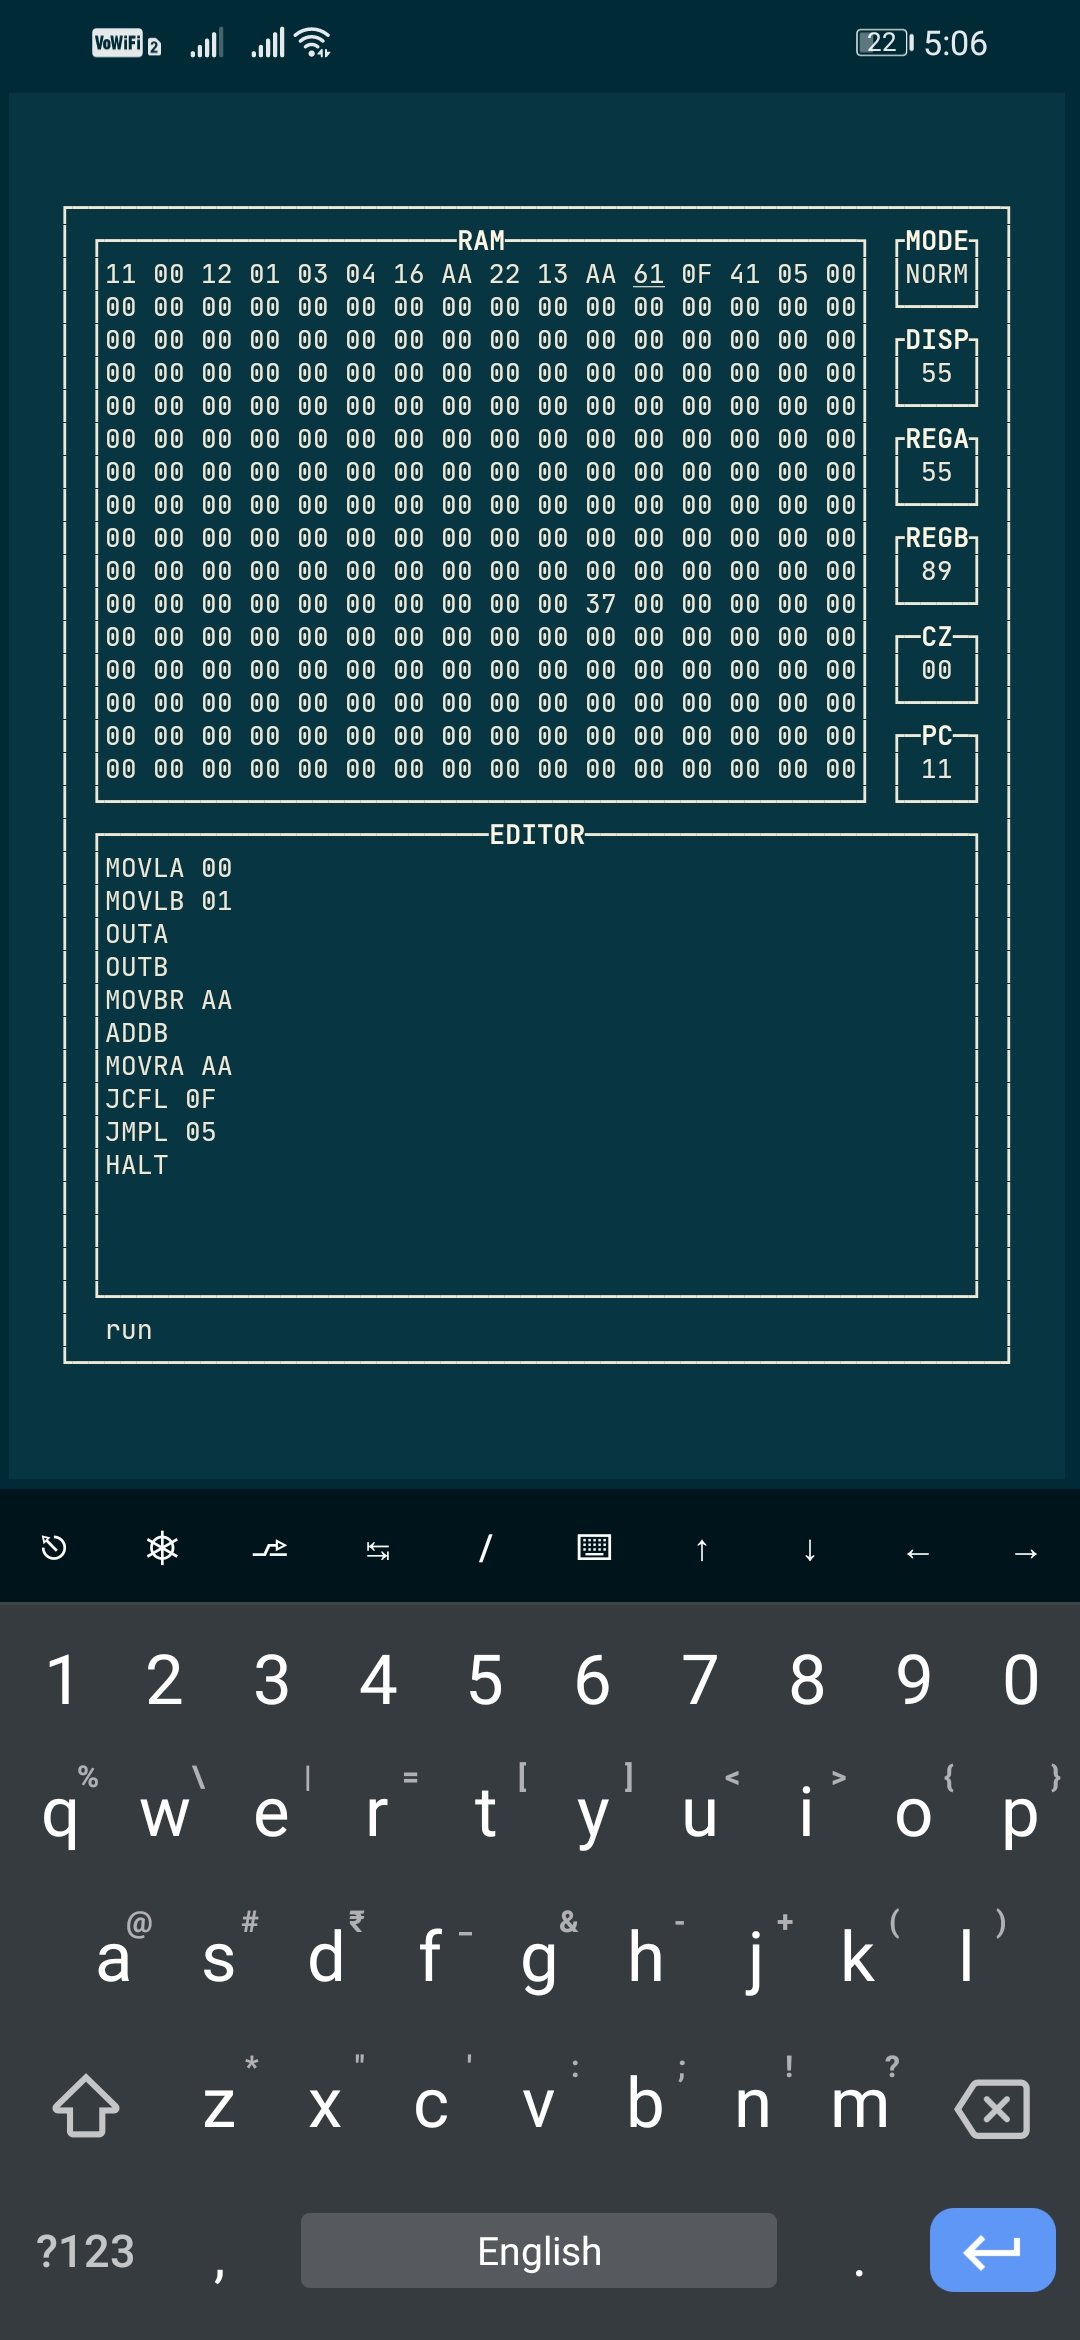 VoWiFi 2 22 5:06
RAM MODE
11 00 12 01 03 04 16 AA 22 13 AA 61 0F 41 05 00 NORM
00 00 00 00 00 00 00 00 00 00 00 00 00 00 00 00
00 00 00 00 00 00 00 00 00 00 00 00 00 00 00 00 DISP
00 00 00 00 00 00 00 00 00 00 00 00 00 00 00 00 55
00 00 00 00 00 00 00 00 00 00 00 00 00 00 00 00
00 00 00 00 00 00 00 00 00 00 00 00 00 00 00 00 REGA
00 00 00 00 00 00 00 00 00 00 00 00 00 00 00 00 55
00 00 00 00 00 00 00 00 00 00 00 00 00 00 00 00
00 00 00 00 00 00 00 00 00 00 00 00 00 00 00 00 REGB
00 00 00 00 00 00 00 00 00 00 00 00 00 00 00 00 89
00 00 00 00 00 00 00 00 00 00 37 00 00 00 00 00
00 00 00 00 00 00 00 00 00 00 00 00 00 00 00 00 CZ
00 00 00 00 00 00 00 00 00 00 00 00 00 00 00 00 00
00 00 00 00 00 00 00 00 00 00 00 00 00 00 00 00
00 00 00 00 00 00 00 00 00 00 00 00 00 00 00 00 PC
00 00 00 00 00 00 00 00 00 00 00 00 00 00 00 00 11
EDITOR
MOVLA 00
MOVLB 01
OUTA
OUTB
MOVBR AA
ADDB
MOVRA AA
JCFL 0F
JMPL 05
HALT
run
/ ↑ ↓ ← →
1 2 3 4 5 6 7 8 9 0
% \ | = [ ] < > { }
q w e r t y u i o p
@ # ₹ _ & - + ( )
a s d f g h j k l
* " ' : ; ! ?
z x c v b n m
?123 , English .